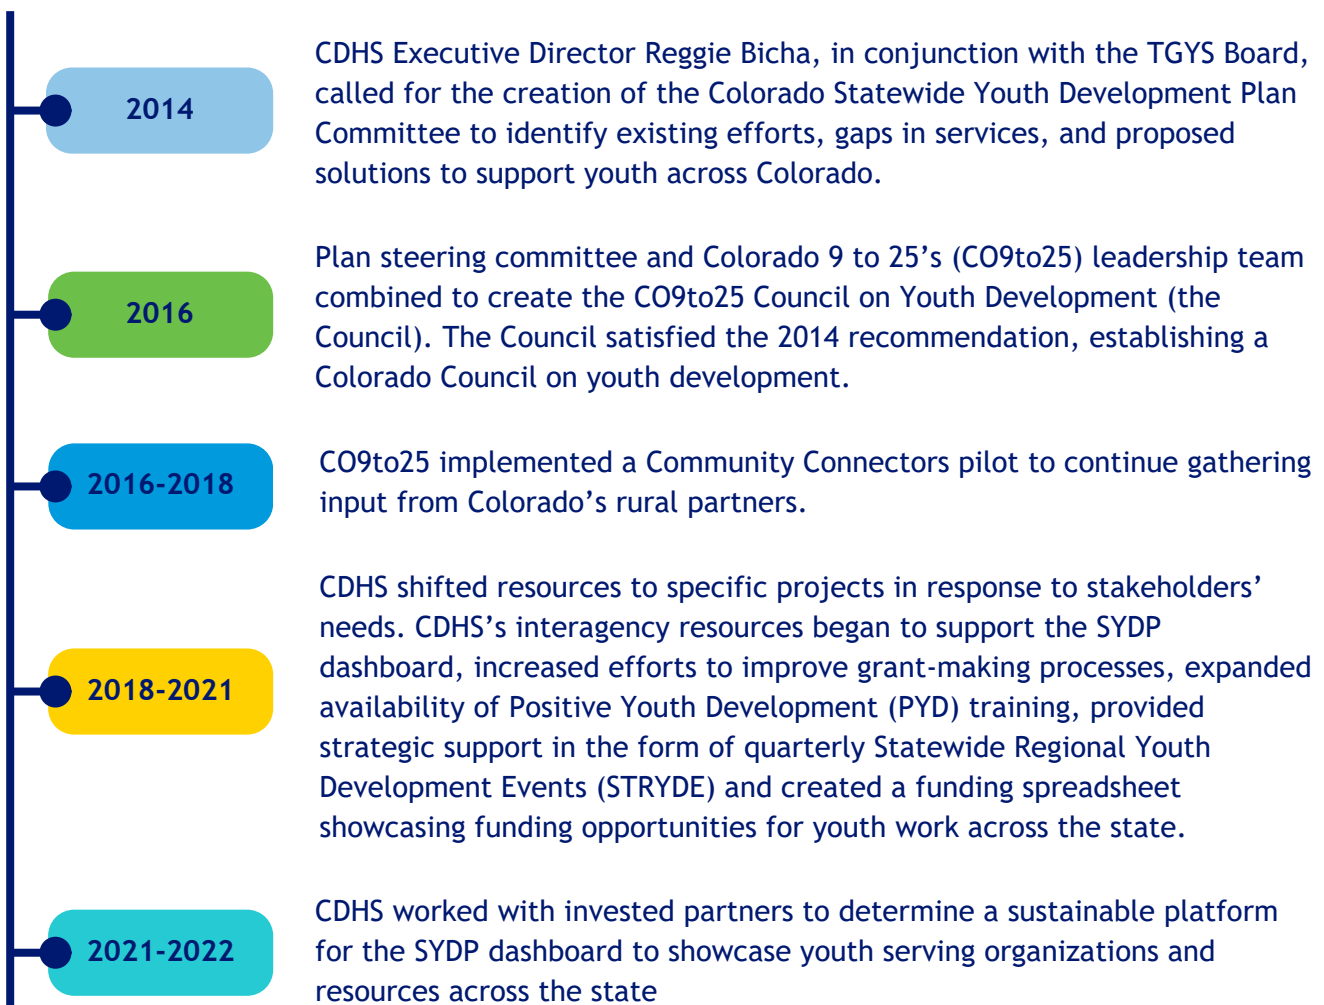 2014
CDHS Executive Director Reggie Bicha, in conjunction with the TGYS Board,
called for the creation of the Colorado Statewide Youth Development Plan
Committee to identify existing efforts, gaps in services, and proposed
solutions to support youth across Colorado.
2016
Plan steering committee and Colorado 9 to 25’s (CO9to25) leadership team
combined to create the CO9to25 Council on Youth Development (the
Council). The Council satisfied the 2014 recommendation, establishing a
Colorado Council on youth development.
2016-2018
CO9to25 implemented a Community Connectors pilot to continue gathering
input from Colorado’s rural partners.
2018-2021
CDHS shifted resources to specific projects in response to stakeholders’
needs. CDHS’s interagency resources began to support the SYDP
dashboard, increased efforts to improve grant-making processes, expanded
availability of Positive Youth Development (PYD) training, provided
strategic support in the form of quarterly Statewide Regional Youth
Development Events (STRYDE) and created a funding spreadsheet
showcasing funding opportunities for youth work across the state.
2021-2022
CDHS worked with invested partners to determine a sustainable platform
for the SYDP dashboard to showcase youth serving organizations and
resources across the state